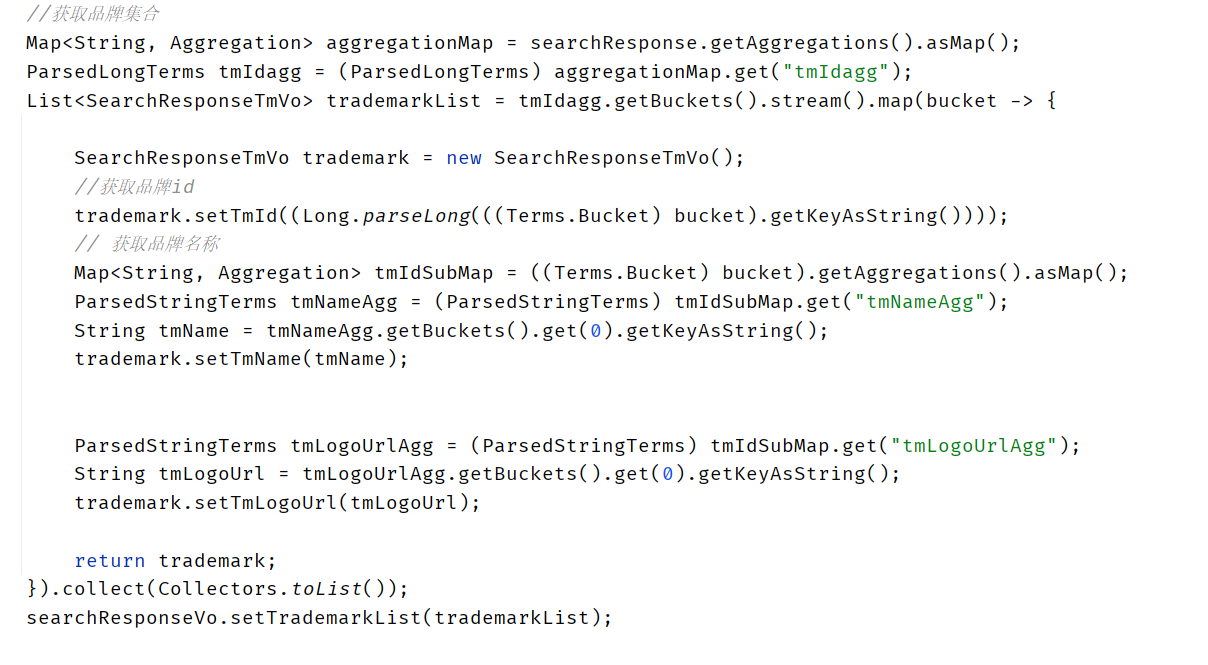 //获取品牌集合
Map<String, Aggregation> aggregationMap = searchResponse.getAggregations().asMap();
ParsedLongTerms tmIdagg = (ParsedLongTerms) aggregationMap.get("tmIdagg");
List<SearchResponseTmVo> trademarkList = tmIdagg.getBuckets().stream().map(bucket -> {
SearchResponseTmVo trademark = new SearchResponseTmVo();
//获取品牌id
trademark.setTmId((Long.parseLong(((Terms.Bucket) bucket).getKeyAsString())));
// 获取品牌名称
Map<String, Aggregation> tmIdSubMap = ((Terms.Bucket) bucket).getAggregations().asMap();
ParsedStringTerms tmNameAgg = (ParsedStringTerms) tmIdSubMap.get("tmNameAgg");
String tmName = tmNameAgg.getBuckets().get(0).getKeyAsString();
trademark.setTmName(tmName);
ParsedStringTerms tmLogoUrlAgg = (ParsedStringTerms) tmIdSubMap.get("tmLogoUrlAgg");
String tmLogoUrl = tmLogoUrlAgg.getBuckets().get(0).getKeyAsString();
trademark.setTmLogoUrl(tmLogoUrl);
return trademark;
}).collect(Collectors.toList());
searchResponseVo.setTrademarkList(trademarkList);